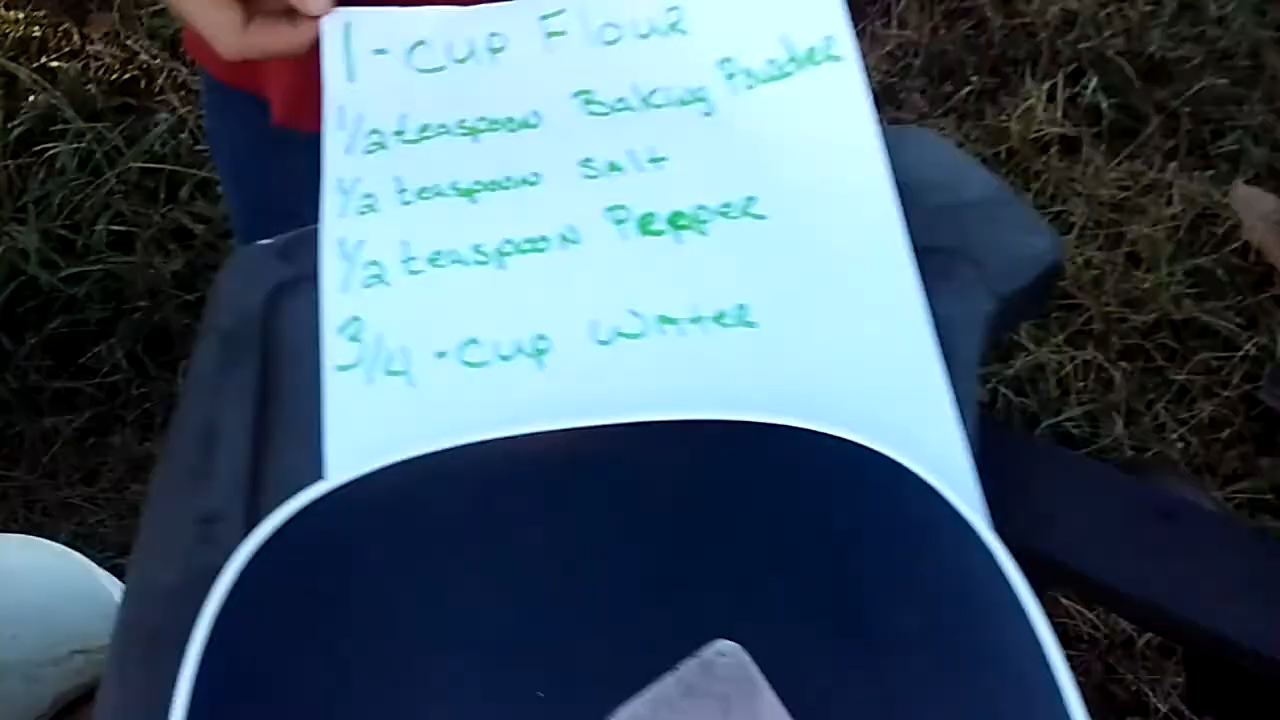 1-Cup Flour
1/2 teaspoon Baking Powder
1/2 teaspoon Salt
1/2 teaspoon Pepper
3/4-Cup Water